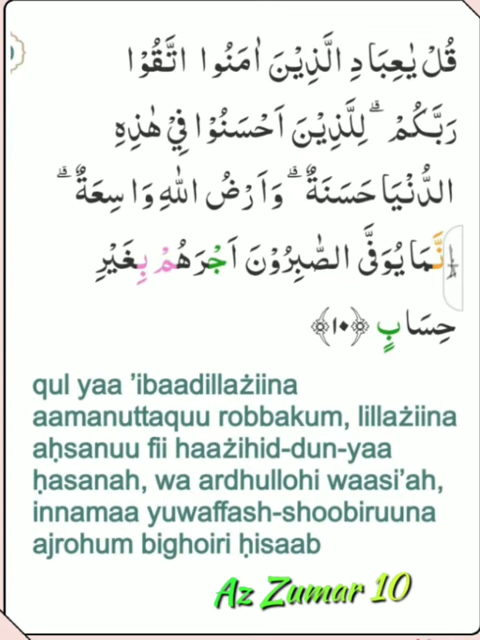 قُلْ يٰعِبَادِ الَّذِيْنَ اٰمَنُوا اتَّقُوْا
رَبَّكُمْ ۗ لِلَّذِيْنَ اَحْسَنُوْا فِيْ هٰذِهِ
الدُّنْيَا حَسَنَةٌ ۗ وَاَرْضُ اللّٰهِ وَاسِعَةٌ ۗ
نَّمَا يُوَفَّى الصّٰبِرُوْنَ اَجْرَهُمْ بِغَيْرِ
حِسَابٍ ﴿١٠﴾
qul yaa ’ibaadillażiina
aamanuttaquu robbakum, lillażiina
aḥsanuu fii haażihid-dun-yaa
ḥasanah, wa ardhullohi waasi’ah,
innamaa yuwaffash-shoobiruuna
ajrohum bighoiri ḥisaab
Az Zumar 10